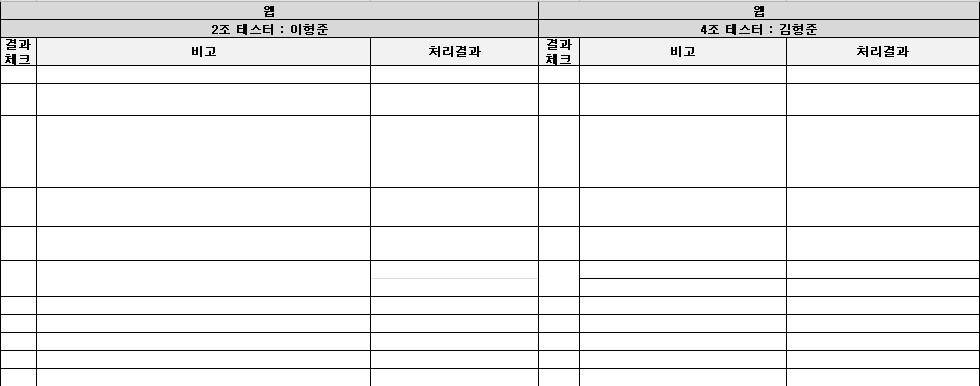 웹 웹
2조 테스터 : 이형준 4조 테스터 : 김형준
결과 체크 비고 처리결과 결과 체크 비고 처리결과